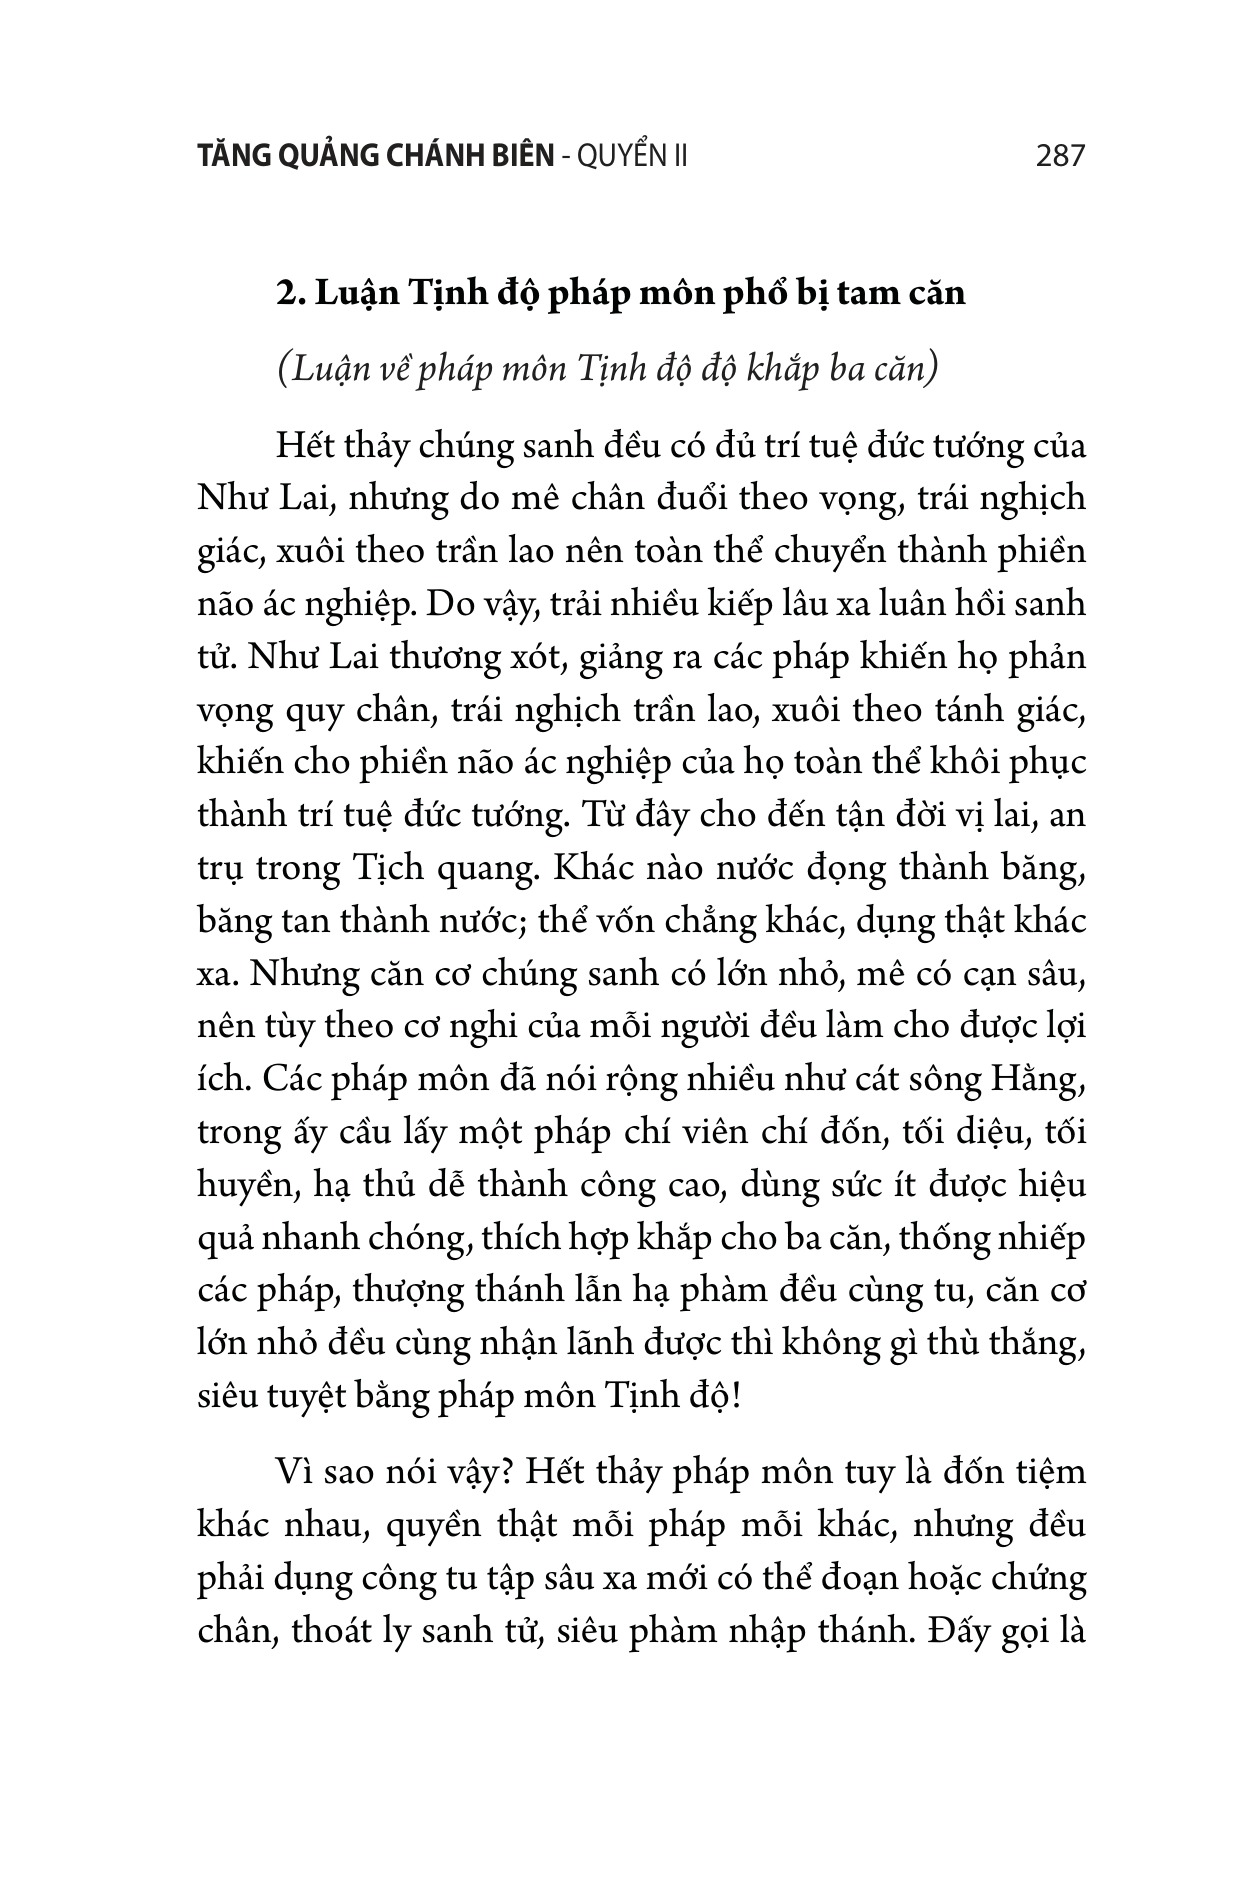 TĂNG QUẢNG CHÁNH BIÊN - QUYỂN II 287
2. Luận Tịnh độ pháp môn phổ bị tam căn
(Luận về pháp môn Tịnh độ độ khắp ba căn)
Hết thảy chúng sanh đều có đủ trí tuệ đức tướng của
Như Lai, nhưng do mê chân đuổi theo vọng, trái nghịch
giác, xuôi theo trần lao nên toàn thể chuyển thành phiền
não ác nghiệp. Do vậy, trải nhiều kiếp lâu xa luân hồi sanh
tử. Như Lai thương xót, giảng ra các pháp khiến họ phản
vọng quy chân, trái nghịch trần lao, xuôi theo tánh giác,
khiến cho phiền não ác nghiệp của họ toàn thể khôi phục
thành trí tuệ đức tướng. Từ đây cho đến tận đời vị lai, an
trụ trong Tịch quang. Khác nào nước đọng thành băng,
băng tan thành nước; thể vốn chẳng khác, dụng thật khác
xa. Nhưng căn cơ chúng sanh có lớn nhỏ, mê có cạn sâu,
nên tùy theo cơ nghi của mỗi người đều làm cho được lợi
ích. Các pháp môn đã nói rộng nhiều như cát sông Hằng,
trong ấy cầu lấy một pháp chí viên chí đốn, tối diệu, tối
huyền, hạ thủ dễ thành công cao, dùng sức ít được hiệu
quả nhanh chóng, thích hợp khắp cho ba căn, thống nhiếp
các pháp, thượng thánh lẫn hạ phàm đều cùng tu, căn cơ
lớn nhỏ đều cùng nhận lãnh được thì không gì thù thắng,
siêu tuyệt bằng pháp môn Tịnh độ!
Vì sao nói vậy? Hết thảy pháp môn tuy là đốn tiệm
khác nhau, quyền thật mỗi pháp mỗi khác, nhưng đều
phải dụng công tu tập sâu xa mới có thể đoạn hoặc chứng
chân, thoát ly sanh tử, siêu phàm nhập thánh. Đấy gọi là